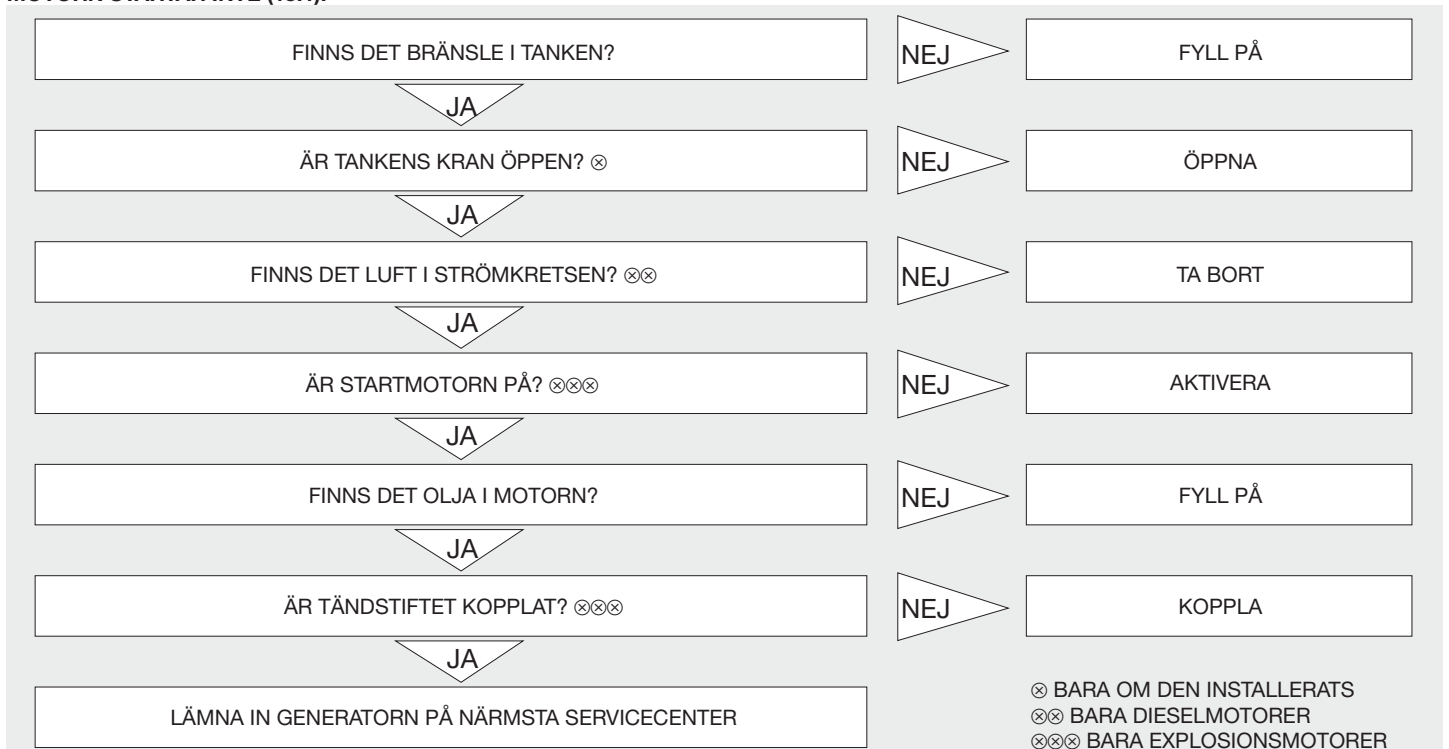 FINNS DET BRÄNSLE I TANKEN?
NEJ
FYLL PÅ
JA
ÄR TANKENS KRAN ÖPPEN? ⊗
NEJ
ÖPPNA
JA
FINNS DET LUFT I STRÖMKRETSEN? ⊗⊗
NEJ
TA BORT
JA
ÄR STARTMOTORN PÅ? ⊗⊗⊗
NEJ
AKTIVERA
JA
FINNS DET OLJA I MOTORN?
NEJ
FYLL PÅ
JA
ÄR TÄNDSTIFTET KOPPLAT? ⊗⊗⊗
NEJ
KOPPLA
JA
LÄMNA IN GENERATORN PÅ NÄRMSTA SERVICECENTER
⊗ BARA OM DEN INSTALLERATS
⊗⊗ BARA DIESELMOTORER
⊗⊗⊗ BARA EXPLOSIONSMOTORER